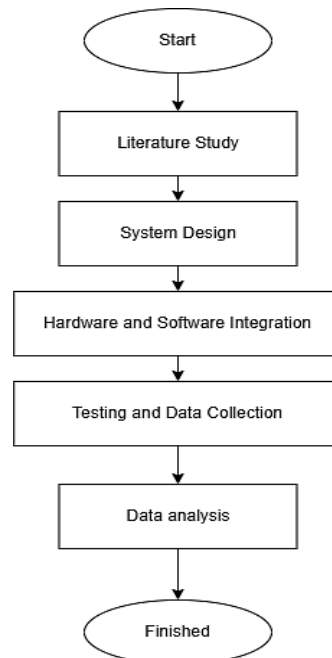 Start
Literature Study
System Design
Hardware and Software Integration
Testing and Data Collection
Data analysis
Finished